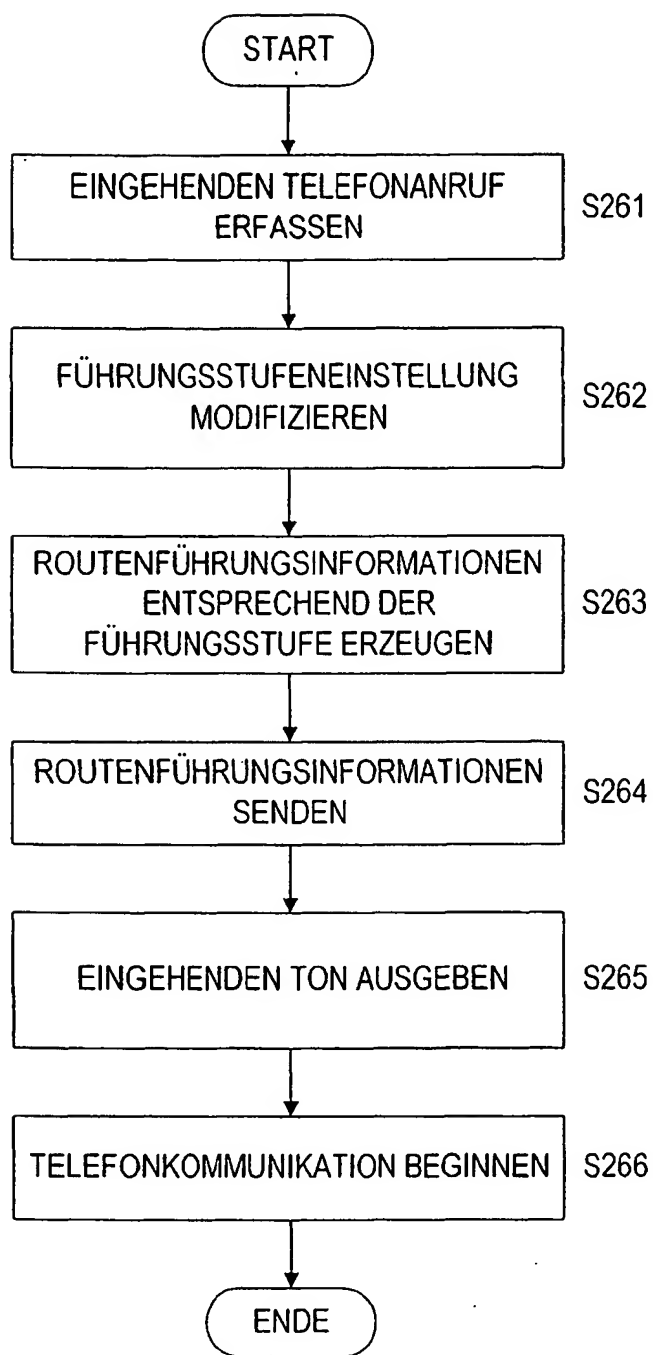 START
EINGEHENDEN TELEFONANRUF
ERFASSEN
S261
FÜHRUNGSSTUFENEINSTELLUNG
MODIFIZIEREN
S262
ROUTENFÜHRUNGSINFORMATIONEN
ENTSPRECHEND DER
FÜHRUNGSSTUFE ERZEUGEN
S263
ROUTENFÜHRUNGSINFORMATIONEN
SENDEN
S264
EINGEHENDEN TON AUSGEBEN
S265
TELEFONKOMMUNIKATION BEGINNEN
S266
ENDE